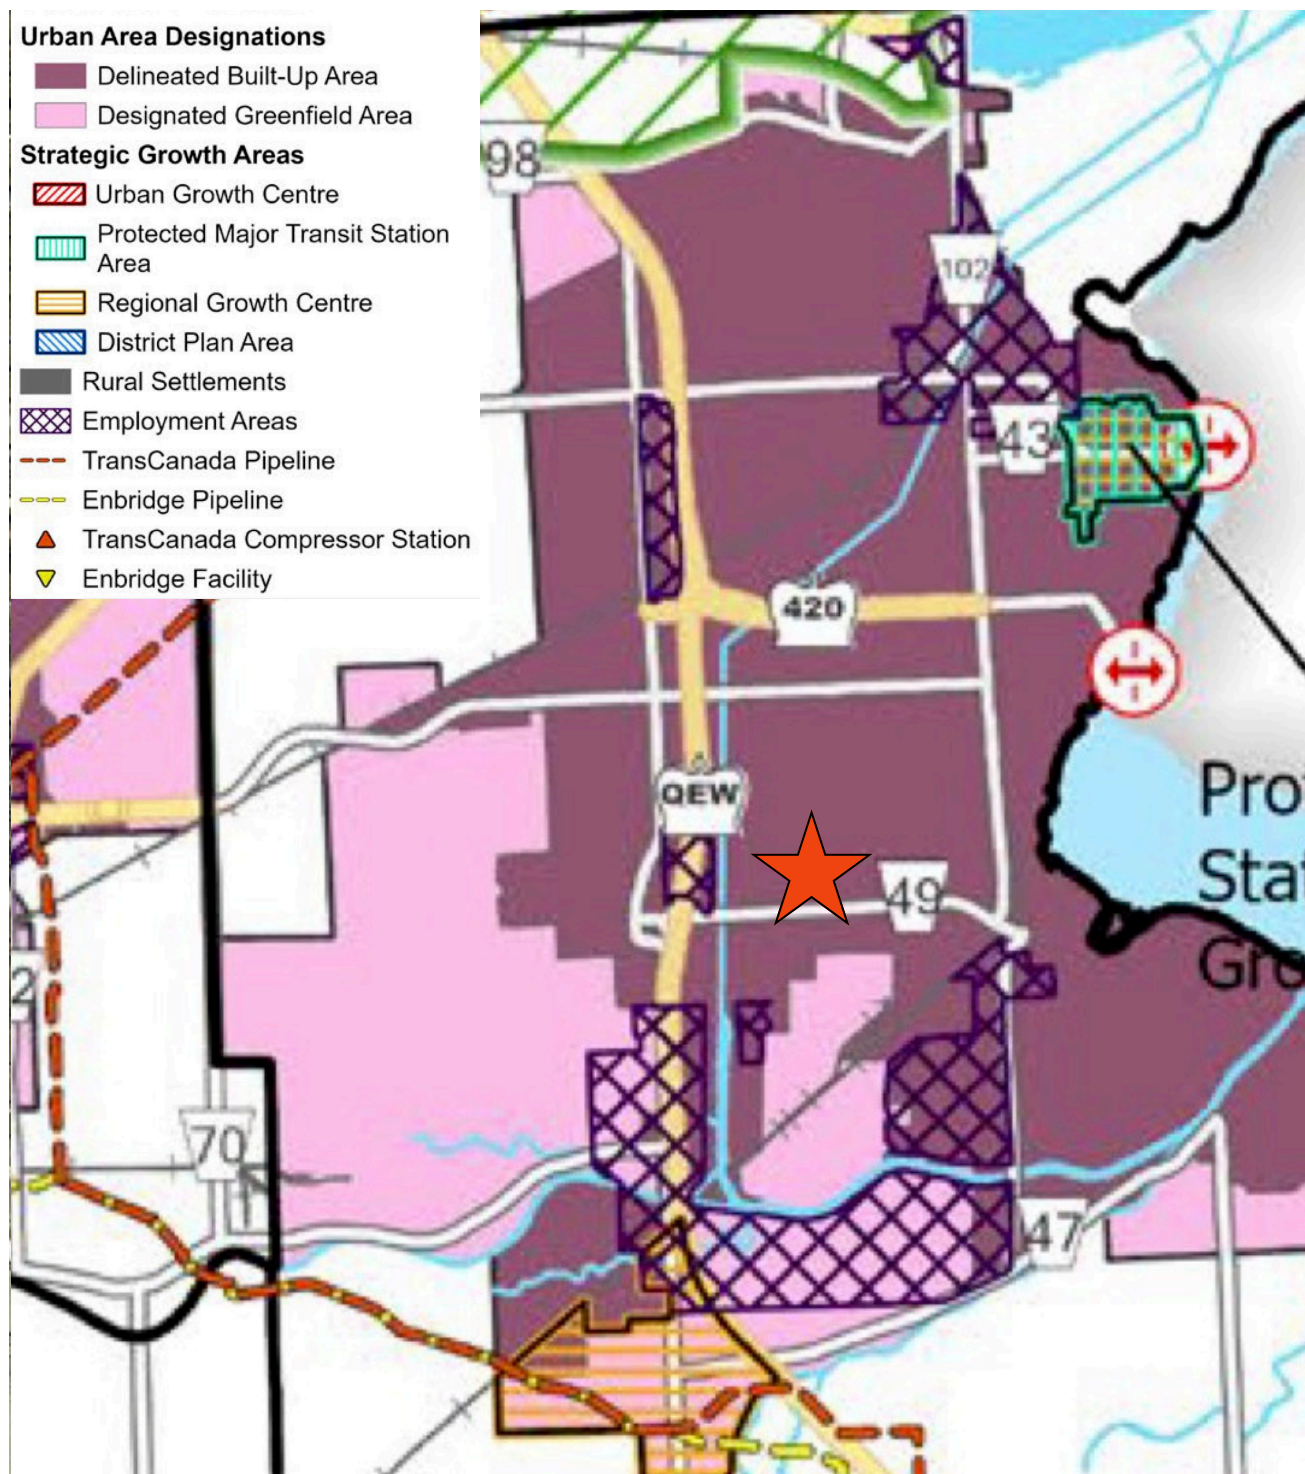 Urban Area Designations
Delineated Built-Up Area
Designated Greenfield Area
Strategic Growth Areas
Urban Growth Centre
Protected Major Transit Station
Area
Regional Growth Centre
District Plan Area
Rural Settlements
Employment Areas
TransCanada Pipeline
Enbridge Pipeline
TransCanada Compressor Station
Enbridge Facility
98
102
43
420
QEW
Pro
Sta
49
Gro
2
70
47